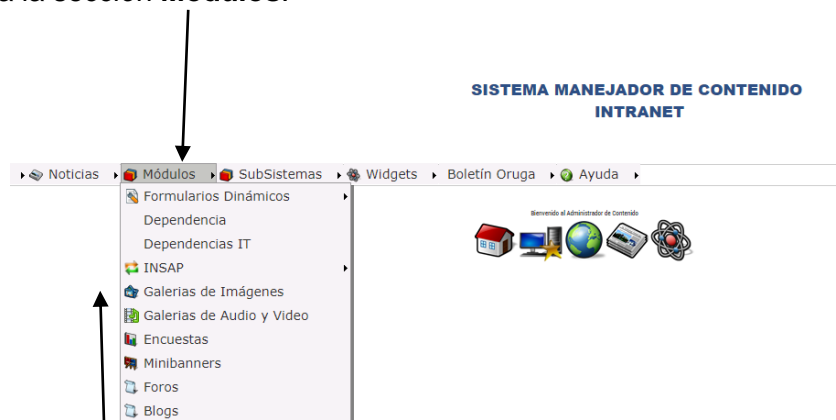 a la sección Módulos.
SISTEMA MANEJADOR DE CONTENIDO
INTRANET
Noticias Módulos SubSistemas Widgets Boletín Oruga Ayuda
Formularios Dinámicos
Bienvenido al Administrador de Contenido
Dependencia
Dependencias IT
INSAP
Galerias de Imágenes
Galerias de Audio y Video
Encuestas
Minibanners
Foros
Blogs